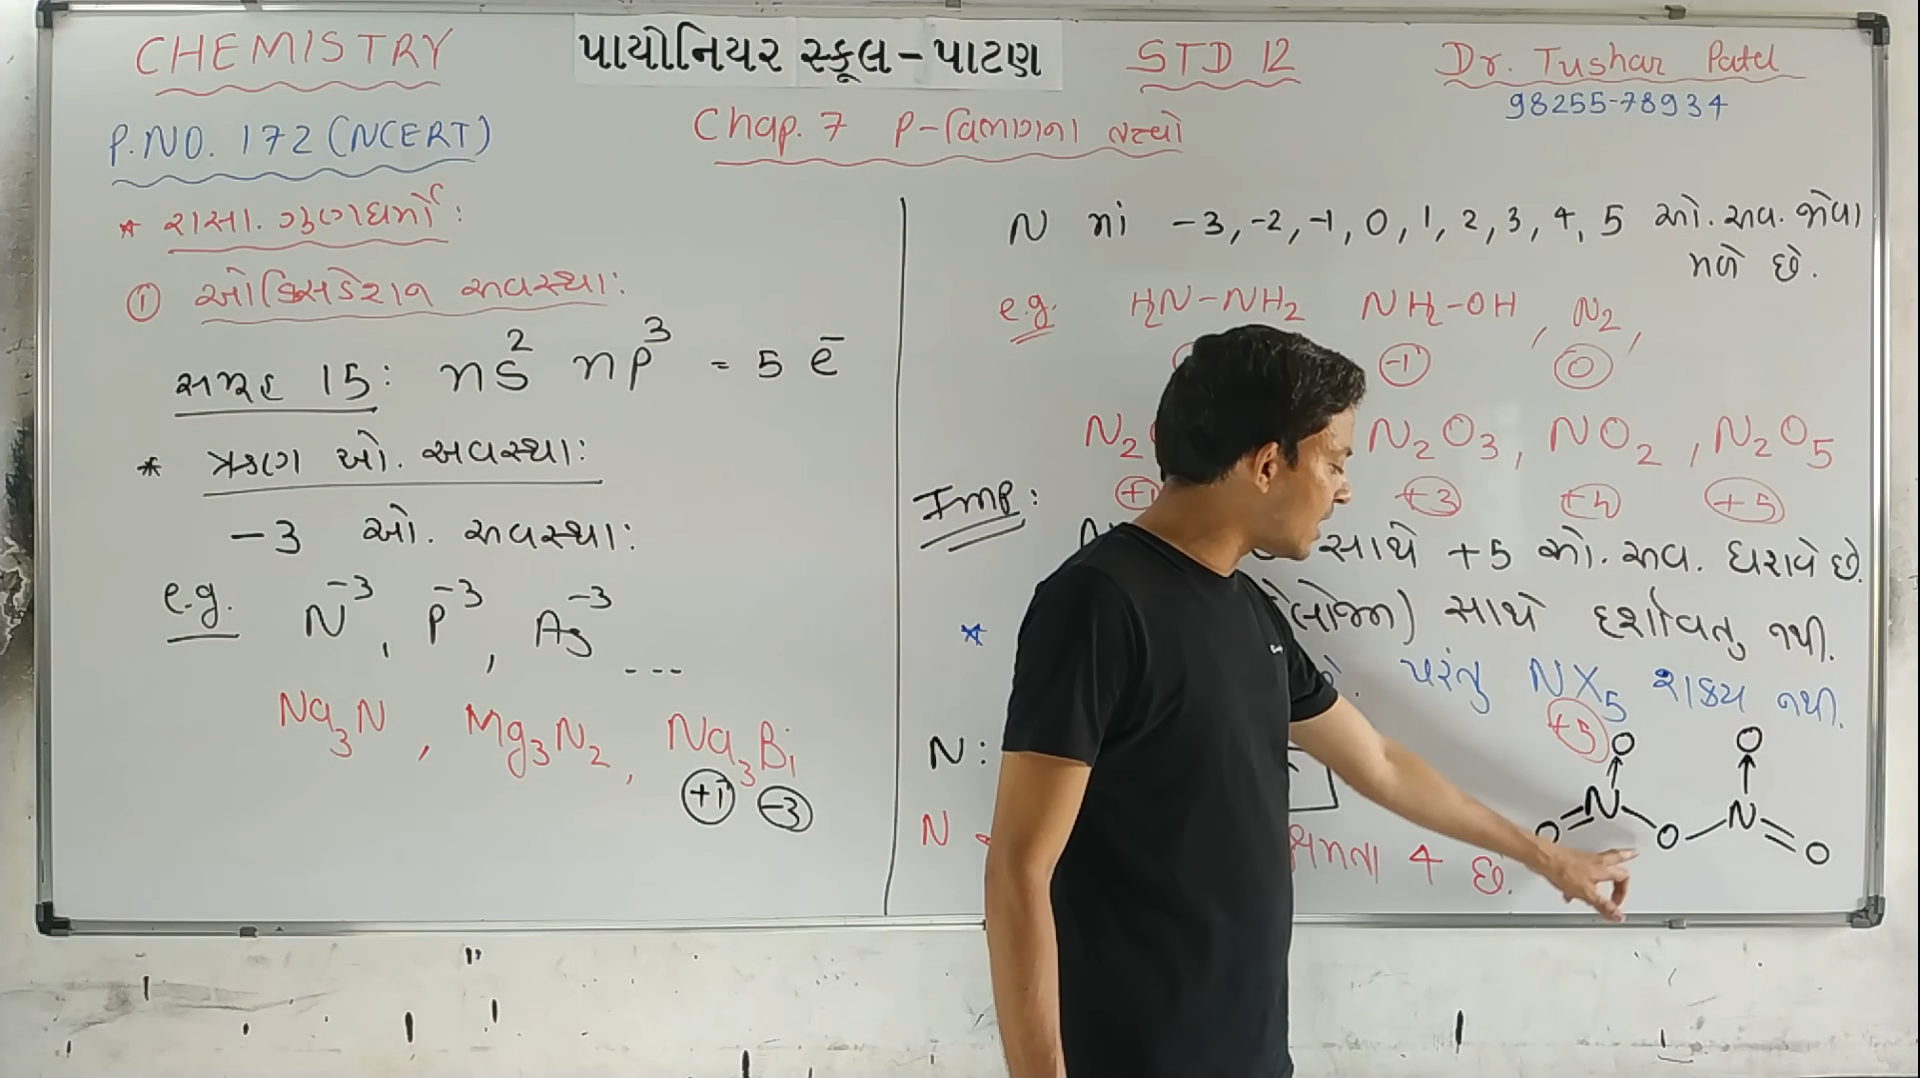 CHEMISTRY
પાયોનિયર સ્કૂલ - પાટણ
STD 12
Dr. Tushar Patel
98255-78934
P.NO. 172 (NCERT)
Chap. 7 P-વિભાગના તત્વો
* રાસા. ગુણધર્મો:
① ઓક્સિડેશન અવસ્થા:
સમૂહ 15: ns² np³ = 5 e⁻
* ઋણ ઓ. અવસ્થા:
-3 ઓ. અવસ્થા:
e.g. N⁻³, P⁻³, As⁻³ ---
Na₃N, Mg₃N₂, Na₃Bi
+1 -3
N માં -3, -2, -1, 0, 1, 2, 3, 4, 5 ઓ. અવ. જોવા
મળે છે.
e.g. H₂N-NH₂ NH₂-OH, N₂,
-1 0
N₂ N₂O₃, NO₂, N₂O₅
+1 +3 +4 +5
Imp: સાથે +5 ઓ. અવ. ધરાવે છે.
* સાથે દર્શાવતુ નથી.
પરંતુ NX₅ શક્ય નથી.
+5
O O
N: N N
O O O
N 4 છે.